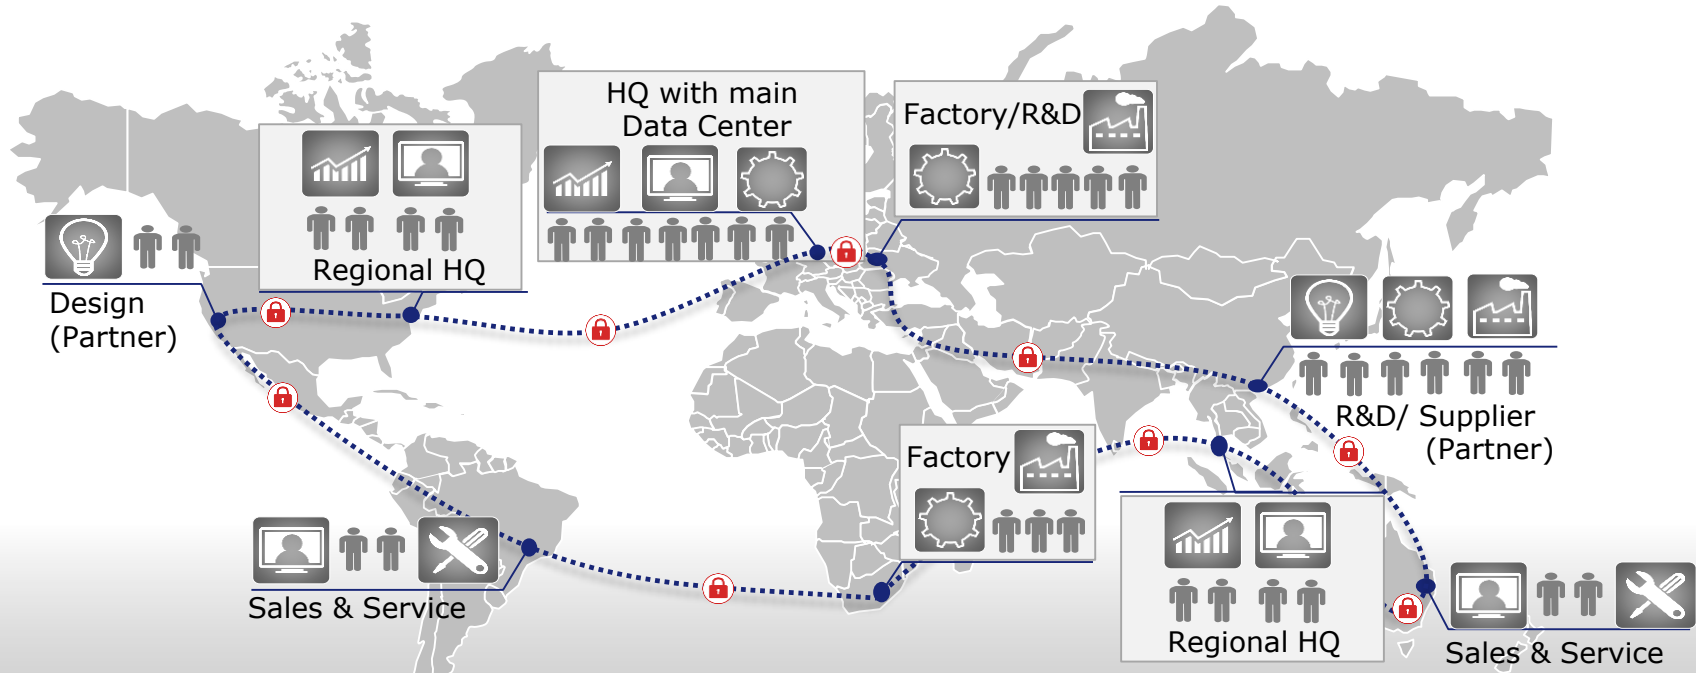 HQ with main
Data Center
Factory/R&D
Regional HQ
Design
(Partner)
R&D/ Supplier
(Partner)
Factory
Sales & Service
Regional HQ
Sales & Service